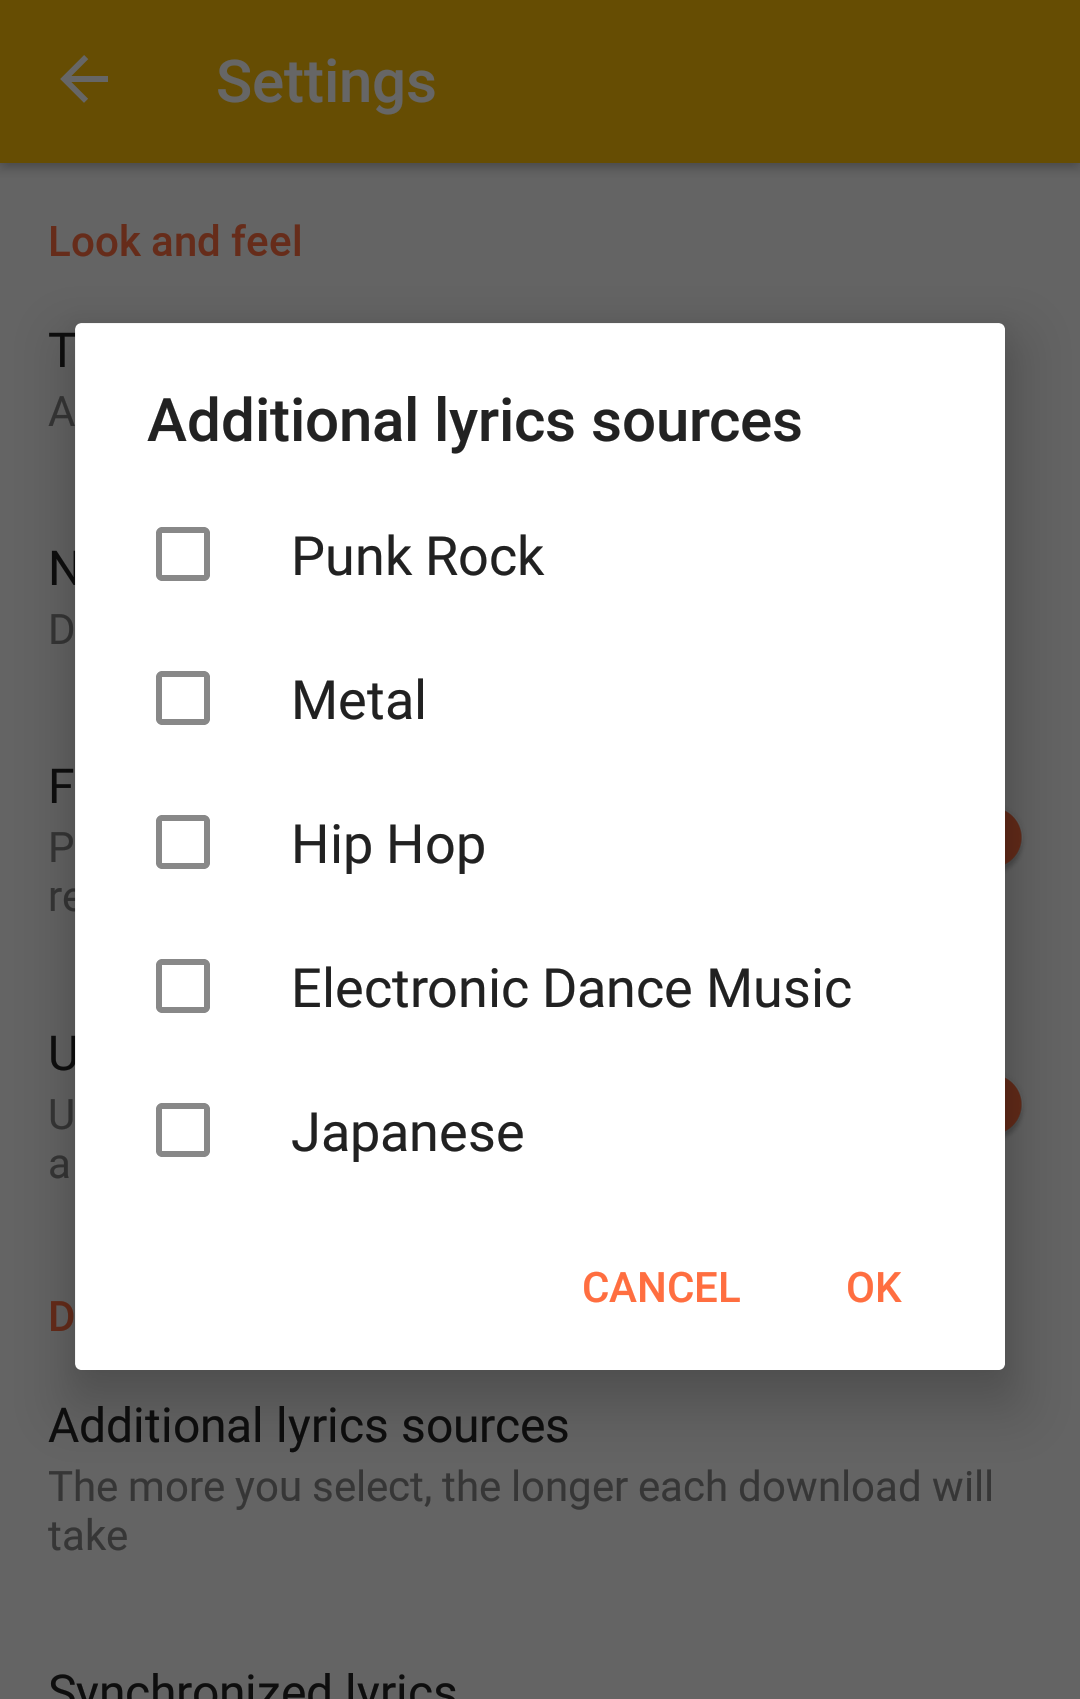 Settings
Look and feel
Additional lyrics sources
Punk Rock
Metal
Hip Hop
Electronic Dance Music
Japanese
CANCEL OK
Additional lyrics sources
The more you select, the longer each download will
take
Synchronized lyrics